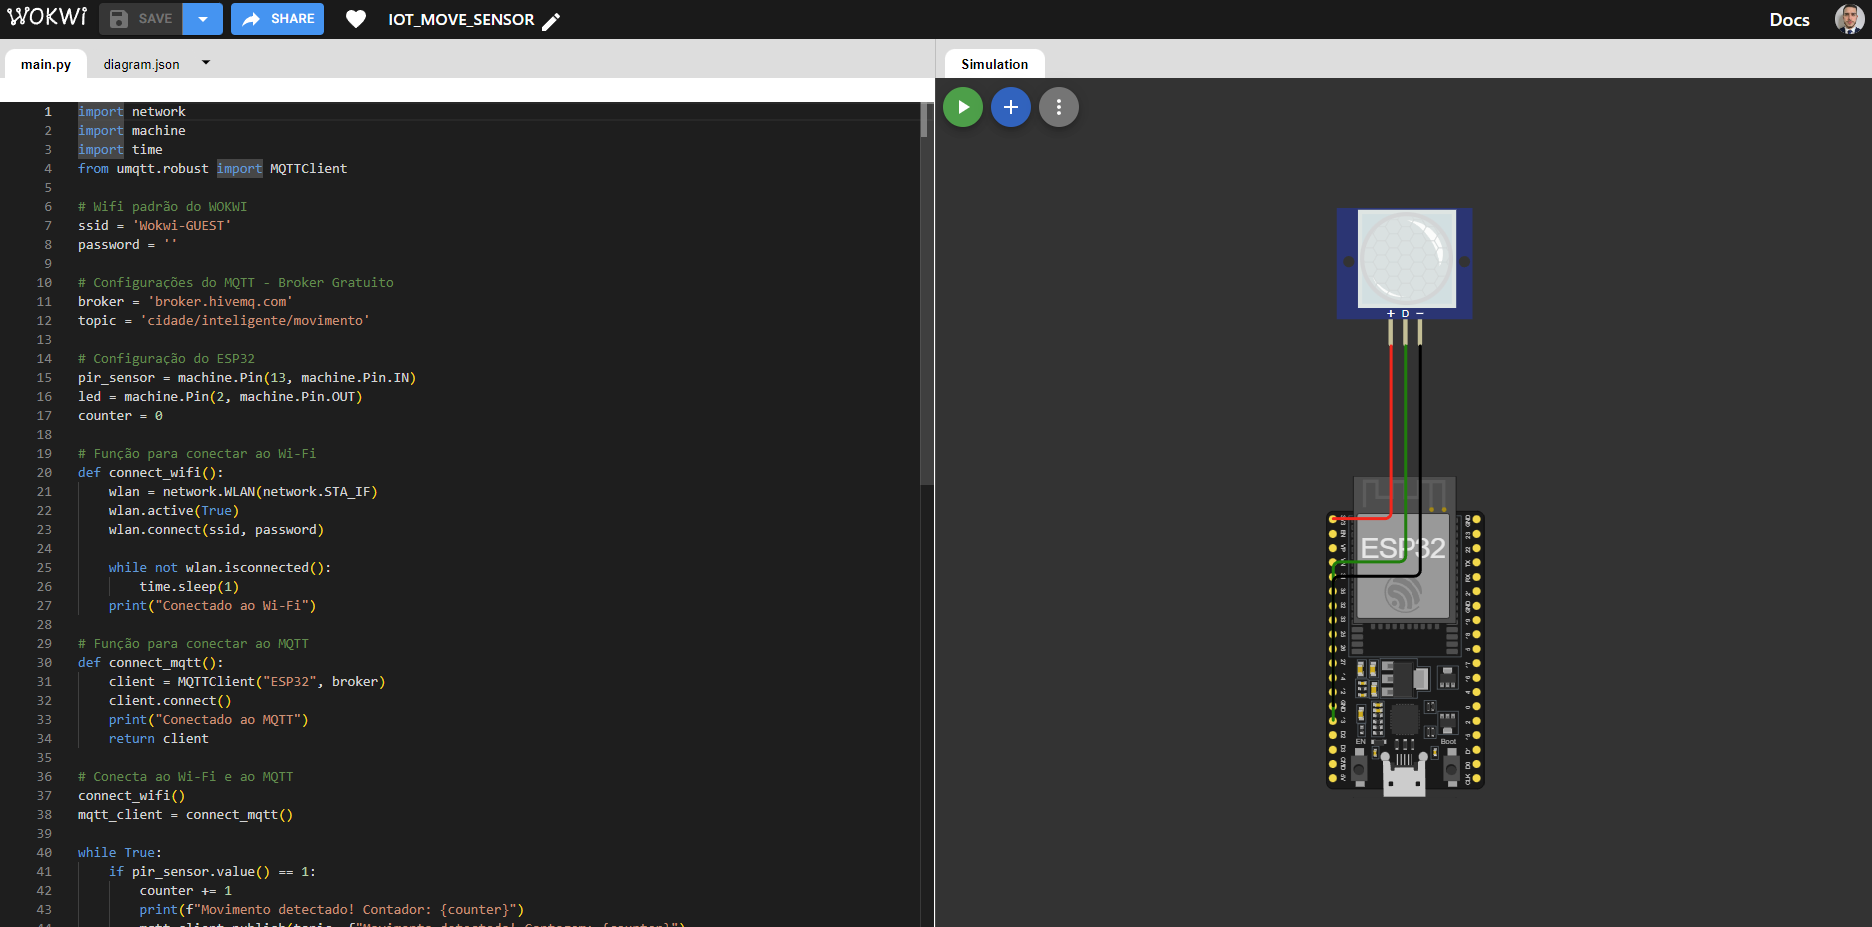 WOKWI
SAVE
SHARE
IOT_MOVE_SENSOR
Docs
main.py
diagram.json
1 import network
2 import machine
3 import time
4 from umqtt.robust import MQTTClient
5
6 # Wifi padrão do WOKWI
7 ssid = 'Wokwi-GUEST'
8 password = ''
9
10 # Configurações do MQTT - Broker Gratuito
11 broker = 'broker.hivemq.com'
12 topic = 'cidade/inteligente/movimento'
13
14 # Configuração do ESP32
15 pir_sensor = machine.Pin(13, machine.Pin.IN)
16 led = machine.Pin(2, machine.Pin.OUT)
17 counter = 0
18
19 # Função para conectar ao Wi-Fi
20 def connect_wifi():
21 wlan = network.WLAN(network.STA_IF)
22 wlan.active(True)
23 wlan.connect(ssid, password)
24
25 while not wlan.isconnected():
26 time.sleep(1)
27 print("Conectado ao Wi-Fi")
28
29 # Função para conectar ao MQTT
30 def connect_mqtt():
31 client = MQTTClient("ESP32", broker)
32 client.connect()
33 print("Conectado ao MQTT")
34 return client
35
36 # Conecta ao Wi-Fi e ao MQTT
37 connect_wifi()
38 mqtt_client = connect_mqtt()
39
40 while True:
41 if pir_sensor.value() == 1:
42 counter += 1
43 print(f"Movimento detectado! Contador: {counter}")
Simulation
+ D −
ESP32
EN
Boot